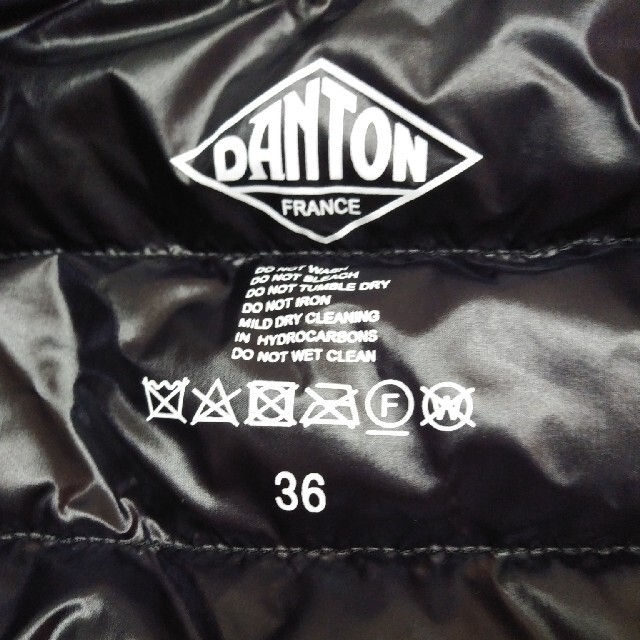 DANTON
FRANCE
DO NOT WASH
DO NOT BLEACH
DO NOT TUMBLE DRY
DO NOT IRON
MILD DRY CLEANING
IN HYDROCARBONS
DO NOT WET CLEAN
F W
36